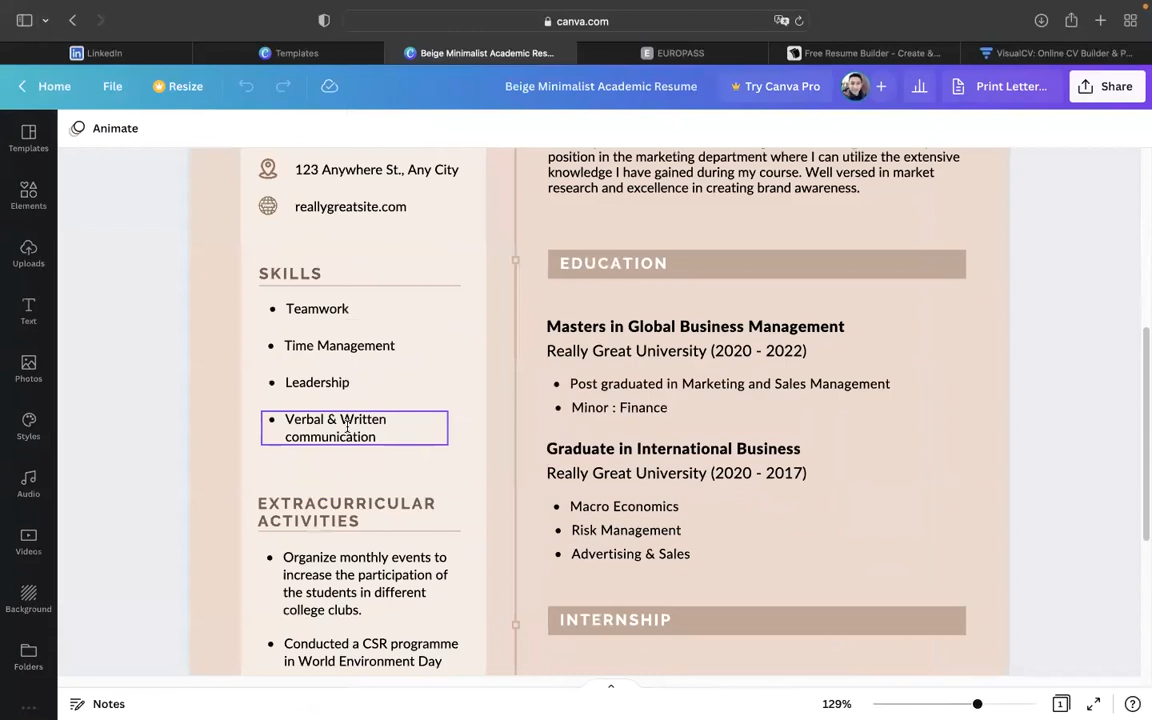 canva.com
LinkedIn
Templates
Beige Minimalist Academic Res...
EUROPASS
Free Resume Builder - Create &...
VisualCV: Online CV Builder & P...
Home
File
Resize
Beige Minimalist Academic Resume
Try Canva Pro
Print Letter...
Share
Animate
Templates
Elements
Uploads
Text
Photos
Styles
Audio
Videos
Background
Folders
123 Anywhere St., Any City
reallygreatsite.com
SKILLS
• Teamwork
• Time Management
• Leadership
• Verbal & Written
communication
EXTRACURRICULAR
ACTIVITIES
• Organize monthly events to
increase the participation of
the students in different
college clubs.
• Conducted a CSR programme
in World Environment Day
position in the marketing department where I can utilize the extensive
knowledge I have gained during my course. Well versed in market
research and excellence in creating brand awareness.
EDUCATION
Masters in Global Business Management
Really Great University (2020 - 2022)
• Post graduated in Marketing and Sales Management
• Minor : Finance
Graduate in International Business
Really Great University (2020 - 2017)
• Macro Economics
• Risk Management
• Advertising & Sales
INTERNSHIP
Notes
129%
1